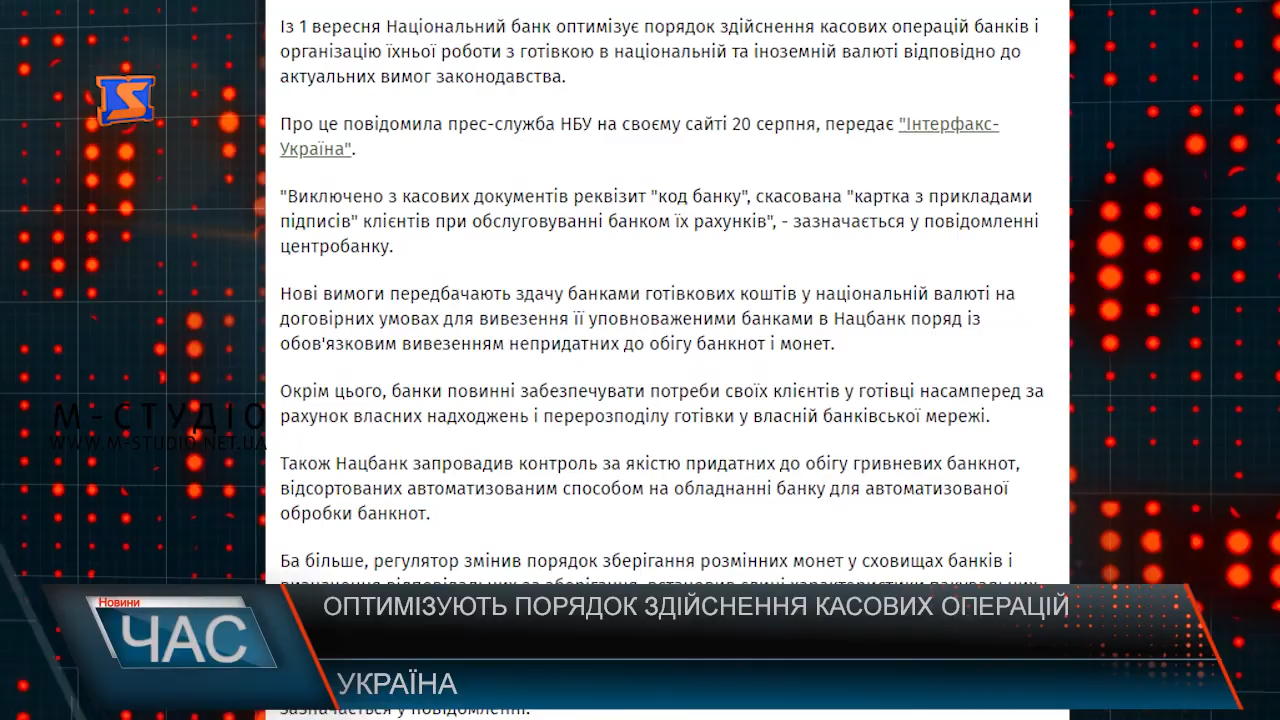 Із 1 вересня Національний банк оптимізує порядок здійснення касових операцій банків і
організацію їхньої роботи з готівкою в національній та іноземній валюті відповідно до
актуальних вимог законодавства.
Про це повідомила прес-служба НБУ на своєму сайті 20 серпня, передає "Інтерфакс-
Україна".
"Виключено з касових документів реквізит "код банку", скасована "картка з прикладами
підписів" клієнтів при обслуговуванні банком їх рахунків", - зазначається у повідомленні
центробанку.
Нові вимоги передбачають здачу банками готівкових коштів у національній валюті на
договірних умовах для вивезення її уповноваженими банками в Нацбанк поряд із
обов'язковим вивезенням непридатних до обігу банкнот і монет.
Окрім цього, банки повинні забезпечувати потреби своїх клієнтів у готівці насамперед за
рахунок власних надходжень і перерозподілу готівки у власній банківської мережі.
М-СТУДІО
WWW.M-STUDIO.NET.UA
Також Нацбанк запровадив контроль за якістю придатних до обігу гривневих банкнот,
відсортованих автоматизованим способом на обладнанні банку для автоматизованої
обробки банкнот.
Ба більше, регулятор змінив порядок зберігання розмінних монет у сховищах банків і
Новини
ЧАС
ОПТИМІЗУЮТЬ ПОРЯДОК ЗДІЙСНЕННЯ КАСОВИХ ОПЕРАЦІЙ
УКРАЇНА